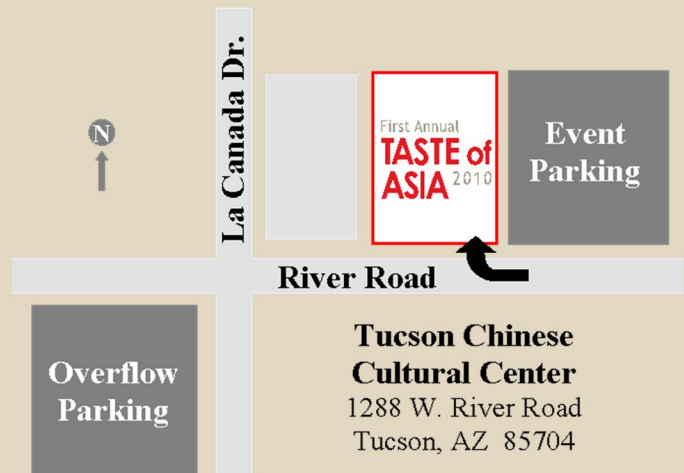 La Canada Dr.
N
First Annual
TASTE of
ASIA 2010
Event
Parking
River Road
Overflow
Parking
Tucson Chinese
Cultural Center
1288 W. River Road
Tucson, AZ 85704